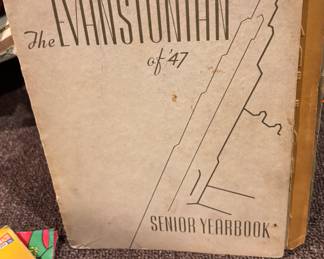 The EVANSTONIAN
of '47
SENIOR YEARBOOK